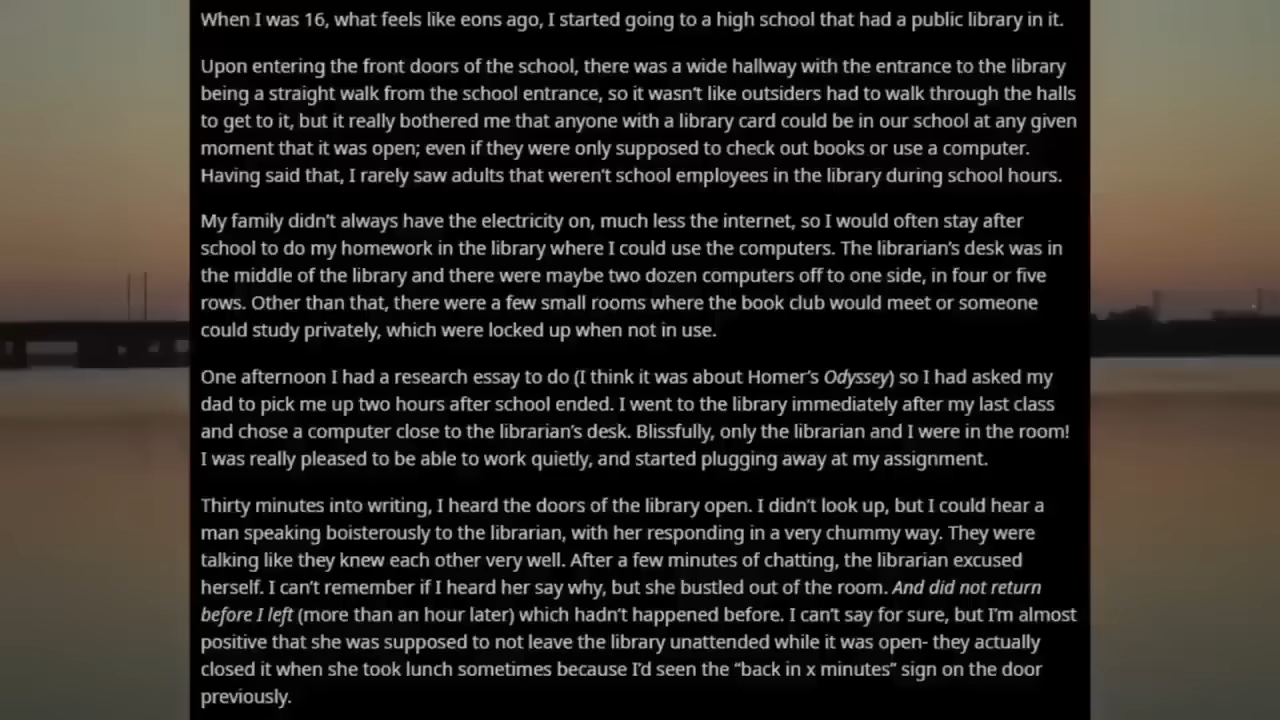 When I was 16, what feels like eons ago, I started going to a high school that had a public library in it.
Upon entering the front doors of the school, there was a wide hallway with the entrance to the library
being a straight walk from the school entrance, so it wasn't like outsiders had to walk through the halls
to get to it, but it really bothered me that anyone with a library card could be in our school at any given
moment that it was open; even if they were only supposed to check out books or use a computer.
Having said that, I rarely saw adults that weren't school employees in the library during school hours.
My family didn't always have the electricity on, much less the internet, so I would often stay after
school to do my homework in the library where I could use the computers. The librarian's desk was in
the middle of the library and there were maybe two dozen computers off to one side, in four or five
rows. Other than that, there were a few small rooms where the book club would meet or someone
could study privately, which were locked up when not in use.
One afternoon I had a research essay to do (I think it was about Homer's Odyssey) so I had asked my
dad to pick me up two hours after school ended. I went to the library immediately after my last class
and chose a computer close to the librarian's desk. Blissfully, only the librarian and I were in the room!
I was really pleased to be able to work quietly, and started plugging away at my assignment.
Thirty minutes into writing, I heard the doors of the library open. I didn't look up, but I could hear a
man speaking boisterously to the librarian, with her responding in a very chummy way. They were
talking like they knew each other very well. After a few minutes of chatting, the librarian excused
herself. I can't remember if I heard her say why, but she bustled out of the room. And did not return
before I left (more than an hour later) which hadn't happened before. I can't say for sure, but I'm almost
positive that she was supposed to not leave the library unattended while it was open- they actually
closed it when she took lunch sometimes because I'd seen the “back in x minutes” sign on the door
previously.